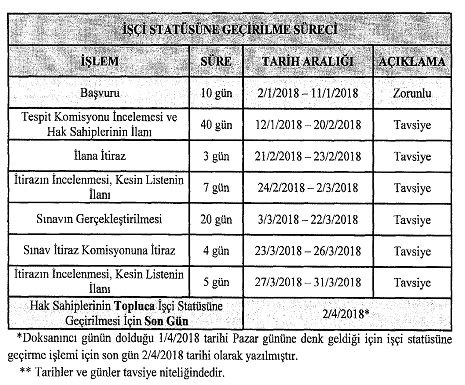 İŞÇİ STATÜSÜNE GEÇİRİLME SÜRECİ
İŞLEM SÜRE TARİH ARALIĞI AÇIKLAMA
Başvuru 10 gün 2/1/2018 – 11/1/2018 Zorunlu
Tespit Komisyonu İncelemesi ve
Hak Sahiplerinin İlanı 40 gün 12/1/2018 – 20/2/2018 Tavsiye
İlana İtiraz 3 gün 21/2/2018 – 23/2/2018 Tavsiye
İtirazın İncelenmesi, Kesin Listenin
İlanı 7 gün 24/2/2018 – 2/3/2018 Tavsiye
Sınavın Gerçekleştirilmesi 20 gün 3/3/2018 – 22/3/2018 Tavsiye
Sınav İtiraz Komisyonuna İtiraz 4 gün 23/3/2018 – 26/3/2018 Tavsiye
İtirazın İncelenmesi, Kesin Listenin
İlanı 5 gün 27/3/2018 – 31/3/2018 Tavsiye
Hak Sahiplerinin Topluca İşçi Statüsüne
Geçirilmesi İçin Son Gün 2/4/2018*
*Doksanıncı günün dolduğu 1/4/2018 tarihi Pazar gününe denk geldiği için işçi statüsüne
geçirme işlemi için son gün 2/4/2018 tarihi olarak yazılmıştır.
** Tarihler ve günler tavsiye niteliğindedir.